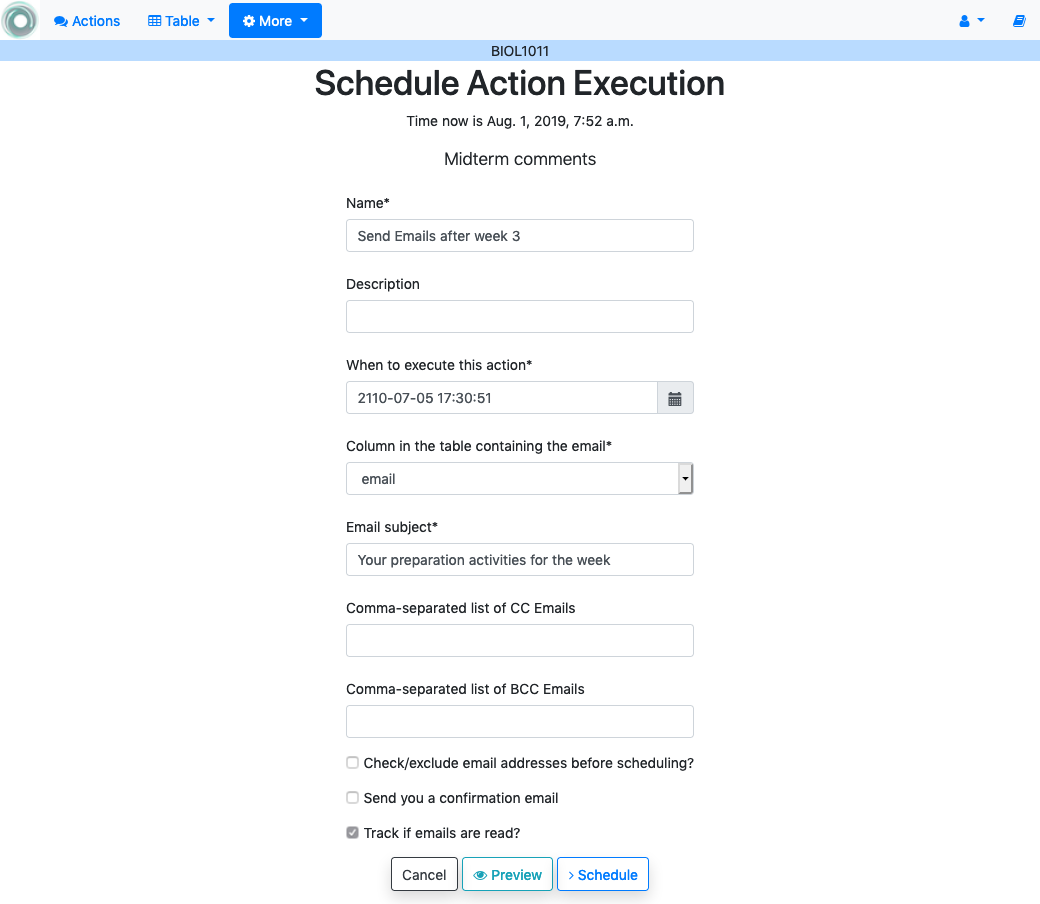 Actions Table More
BIOL1011
Schedule Action Execution
Time now is Aug. 1, 2019, 7:52 a.m.
Midterm comments
Name*
Send Emails after week 3
Description
When to execute this action*
2110-07-05 17:30:51
Column in the table containing the email*
email
Email subject*
Your preparation activities for the week
Comma-separated list of CC Emails
Comma-separated list of BCC Emails
Check/exclude email addresses before scheduling?
Send you a confirmation email
Track if emails are read?
Cancel Preview Schedule